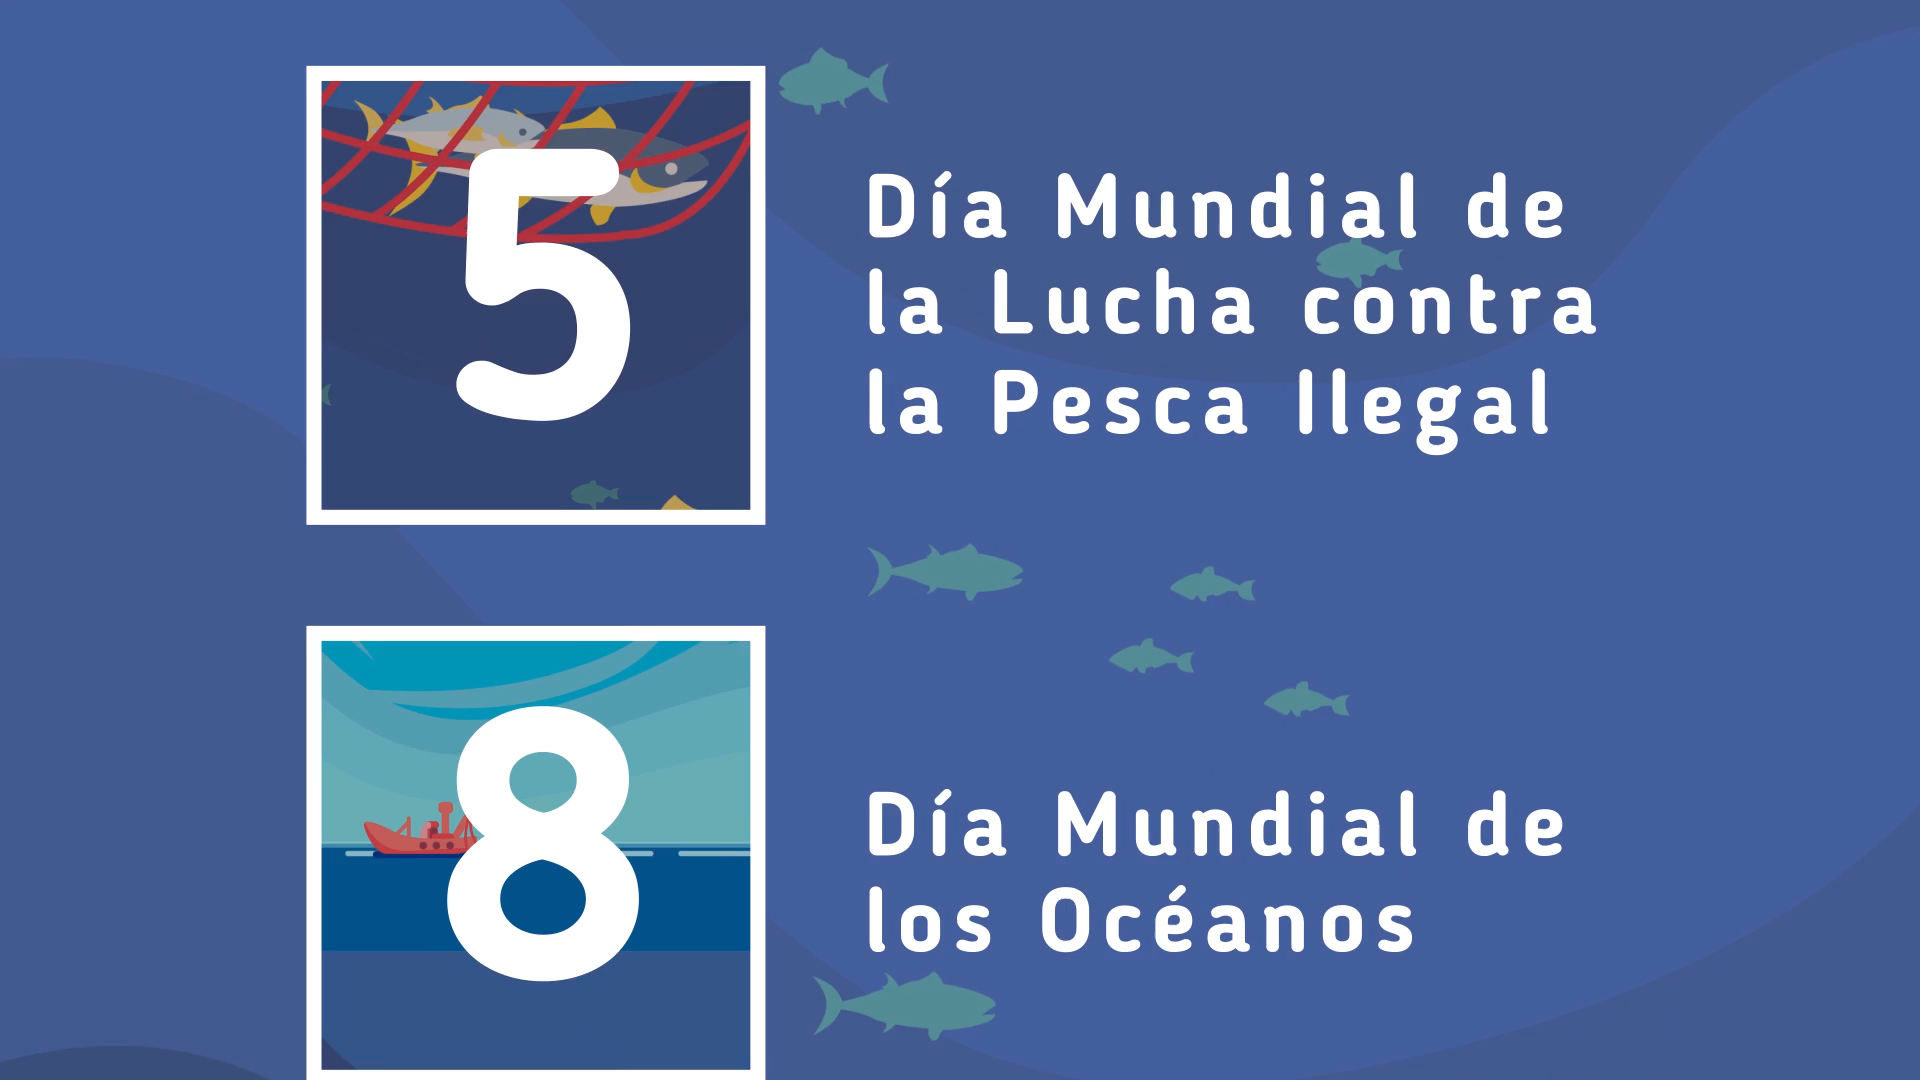 5
Día Mundial de
la Lucha contra
la Pesca Ilegal
8
Día Mundial de
los Océanos